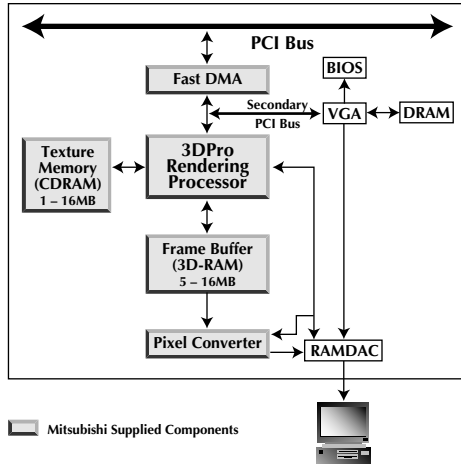 PCI Bus
BIOS
Fast DMA
Secondary
PCI Bus
VGA
DRAM
3DPro
Rendering
Processor
Texture
Memory
(CDRAM)
1 – 16MB
Frame Buffer
(3D-RAM)
5 – 16MB
Pixel Converter
RAMDAC
Mitsubishi Supplied Components